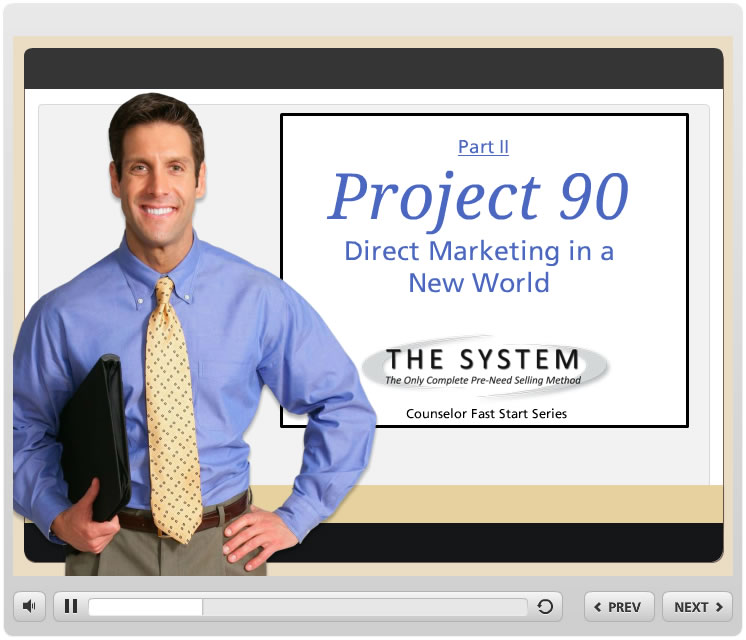 Part II
Project 90
Direct Marketing in a
New World
THE SYSTEM
The Only Complete Pre-Need Selling Method
Counselor Fast Start Series
PREV
NEXT